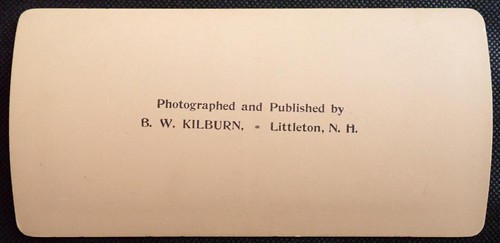 Photographed and Published by
B. W. KILBURN, - Littleton, N. H.